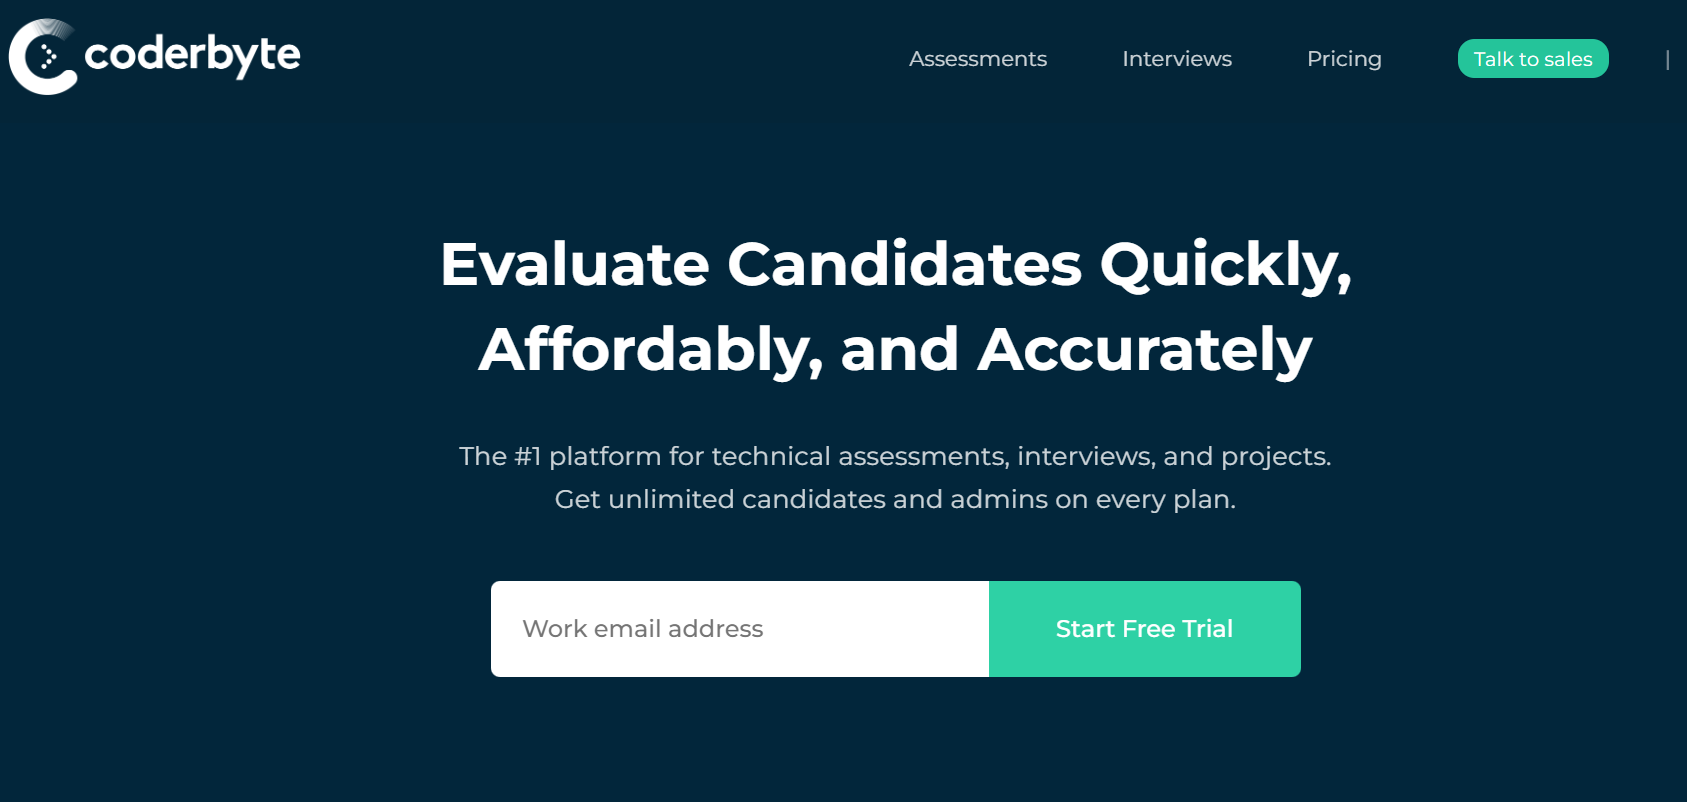 coderbyte
Assessments Interviews Pricing Talk to sales |
Evaluate Candidates Quickly,
Affordably, and Accurately
The #1 platform for technical assessments, interviews, and projects.
Get unlimited candidates and admins on every plan.
Work email address Start Free Trial